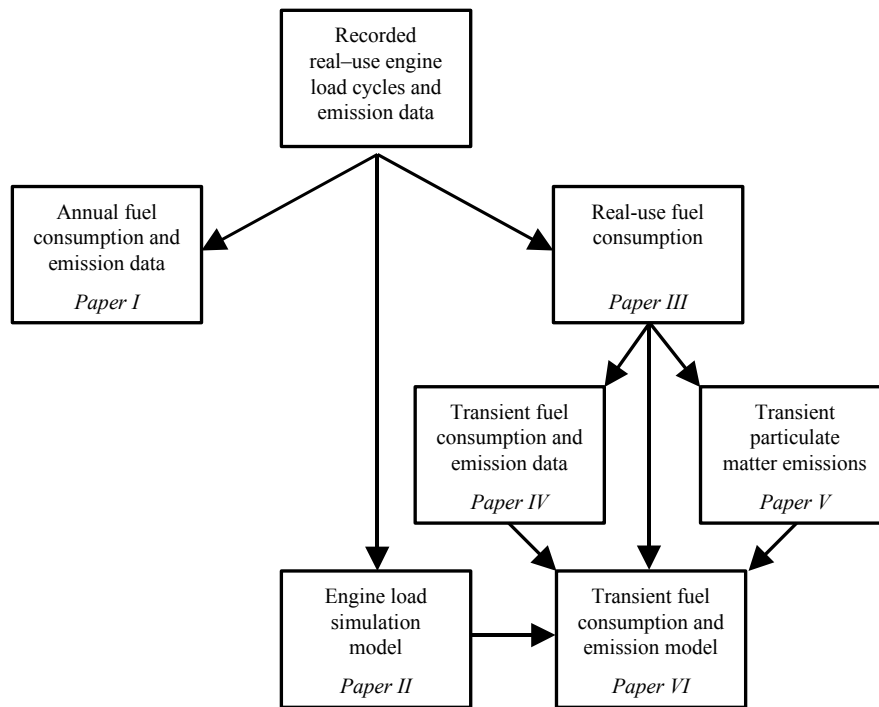 Recorded
real–use engine
load cycles and
emission data
Annual fuel
consumption and
emission data
Paper I
Real-use fuel
consumption
Paper III
Transient fuel
consumption and
emission data
Paper IV
Transient
particulate
matter emissions
Paper V
Engine load
simulation
model
Paper II
Transient fuel
consumption and
emission model
Paper VI